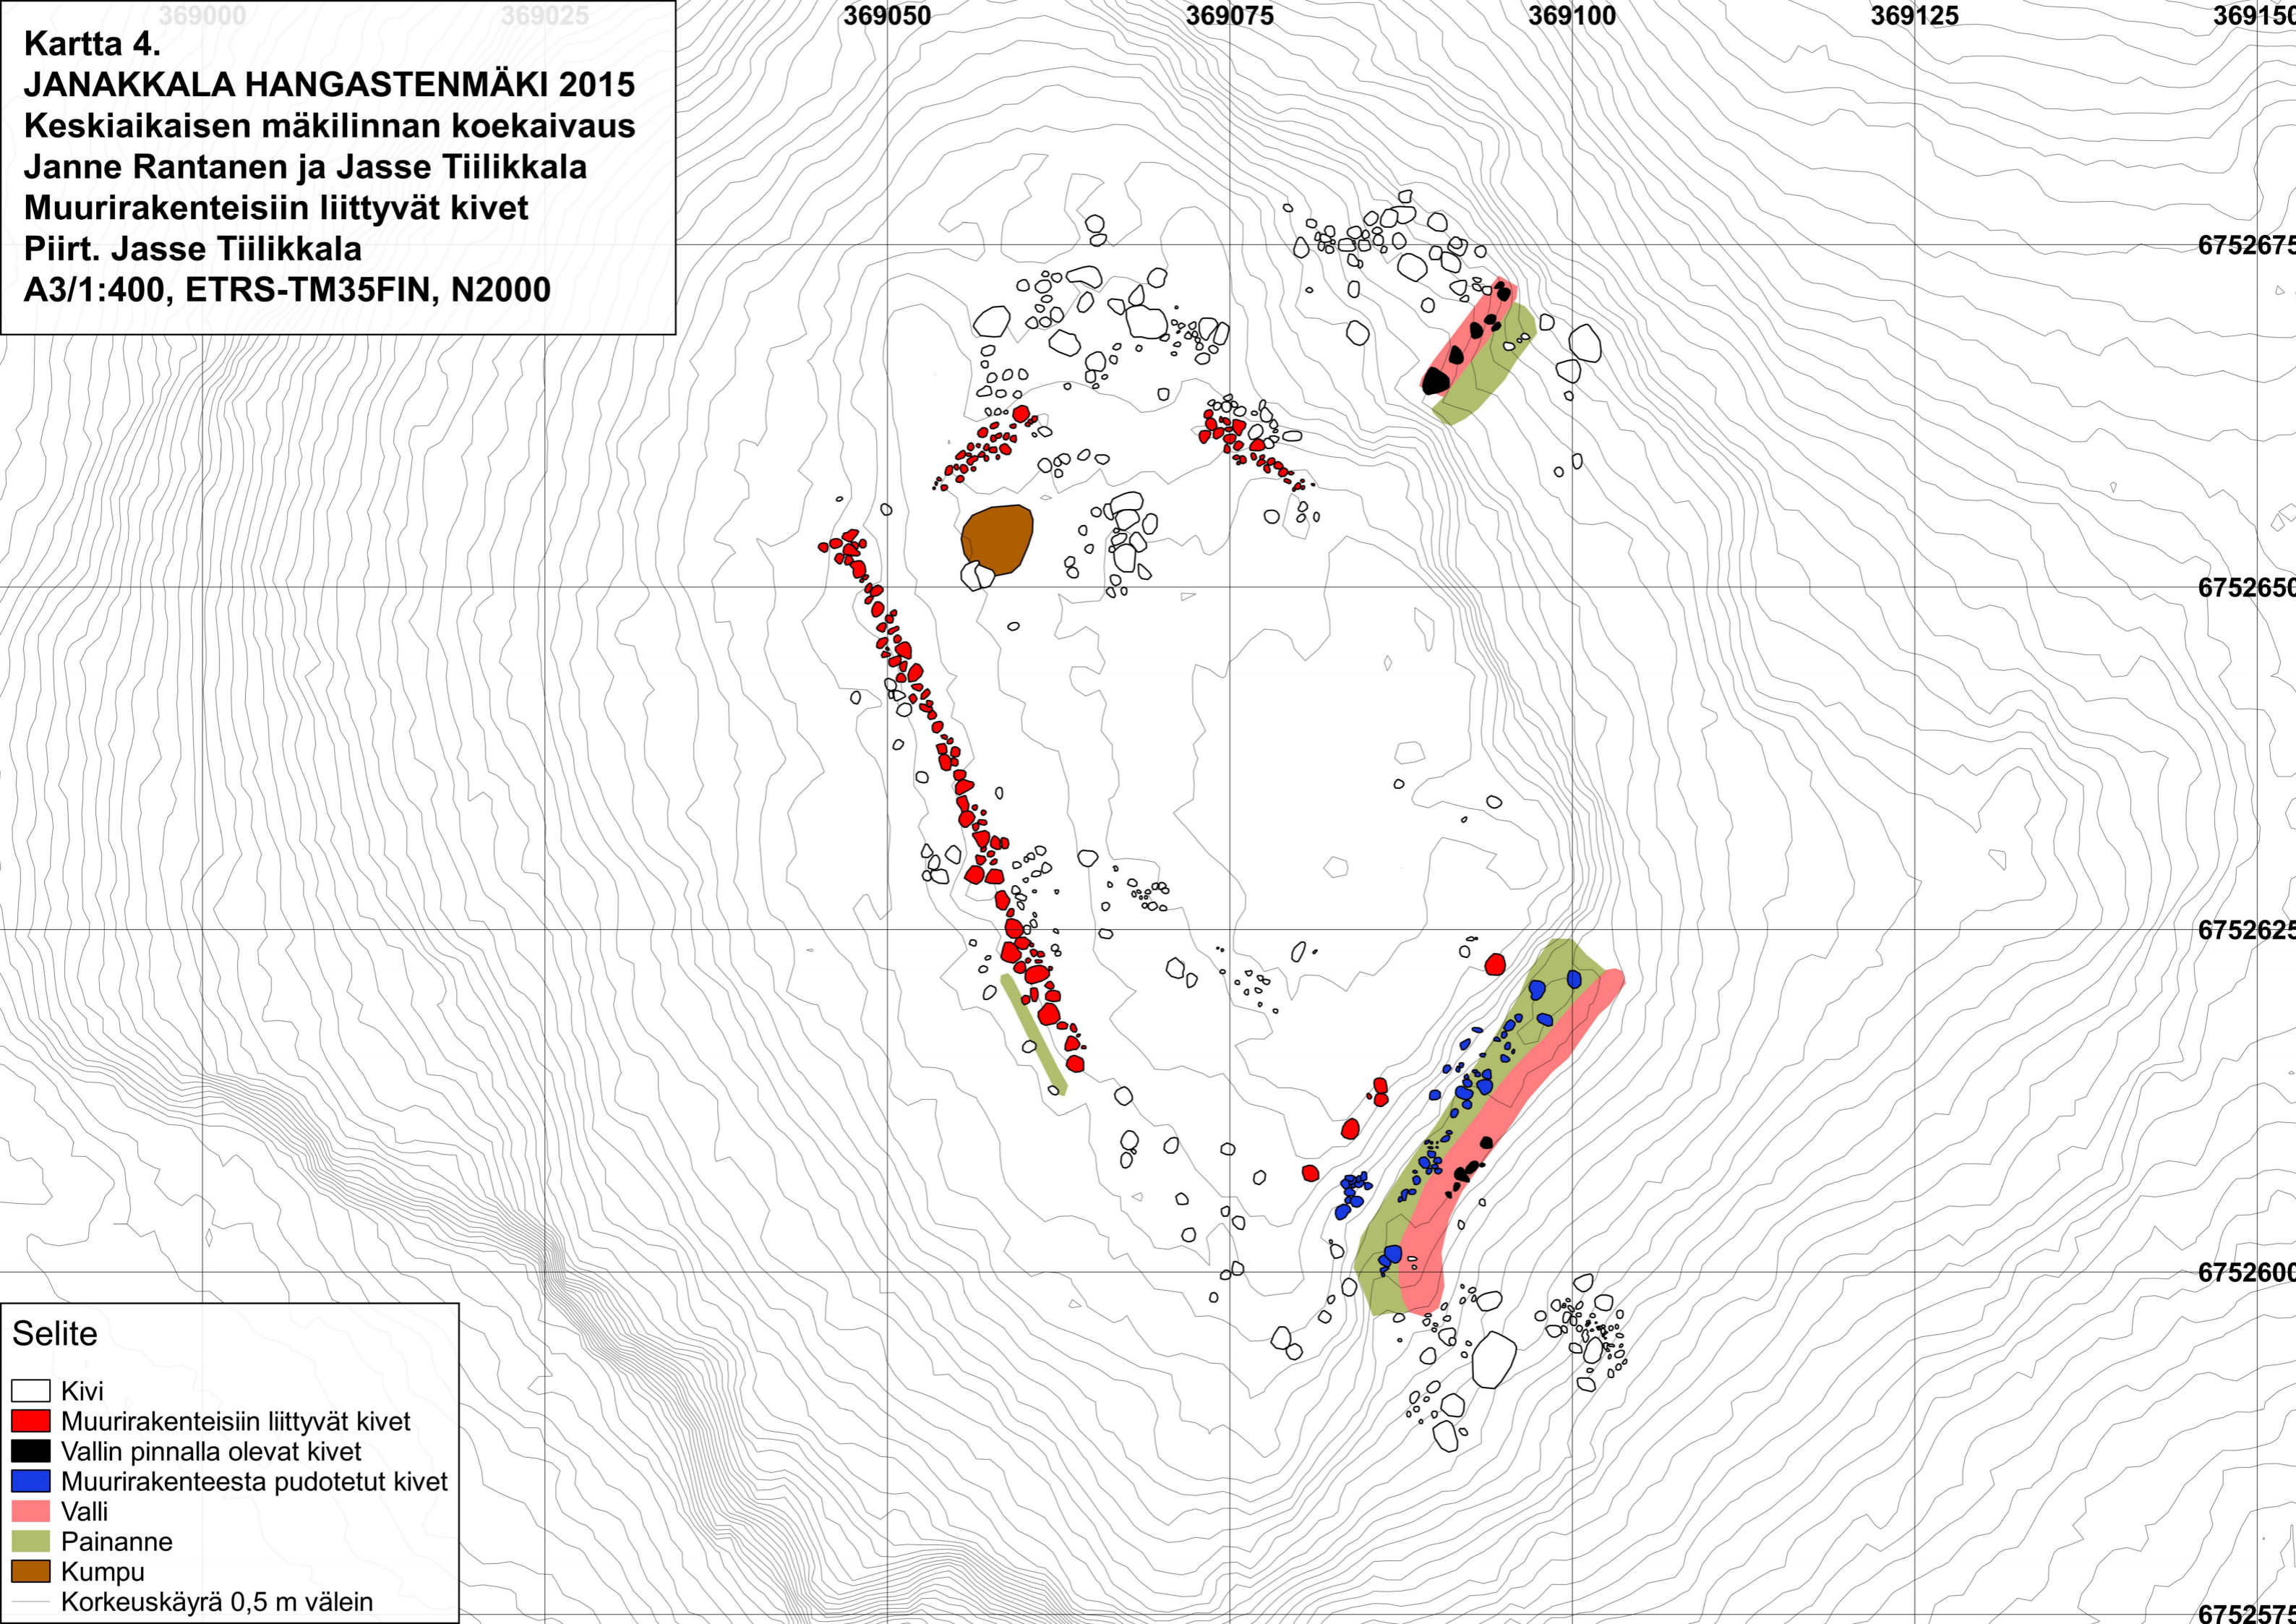 369000 369025 369050 369075 369100 369125 369150
Kartta 4.
JANAKKALA HANGASTENMÄKI 2015
Keskiaikaisen mäkilinnan koekaivaus
Janne Rantanen ja Jasse Tiilikkala
Muurirakenteisiin liittyvät kivet
Piirt. Jasse Tiilikkala
A3/1:400, ETRS-TM35FIN, N2000
6752675
6752650
6752625
6752600
6752575
Selite
Kivi
Muurirakenteisiin liittyvät kivet
Vallin pinnalla olevat kivet
Muurirakenteesta pudotetut kivet
Valli
Painanne
Kumpu
Korkeuskäyrä 0,5 m välein